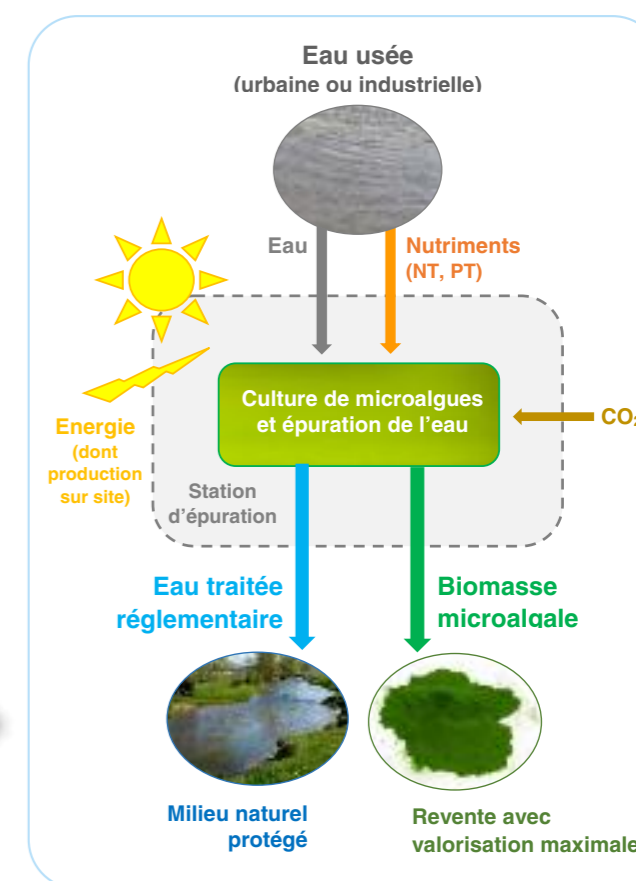 Eau usée
(urbaine ou industrielle)
Eau
Nutriments
(NT, PT)
Culture de microalgues
et épuration de l'eau
CO₂
Energie
(dont
production
sur site)
Station
d'épuration
Eau traitée
réglementaire
Biomasse
microalgale
Milieu naturel
protégé
Revente avec
valorisation maximale